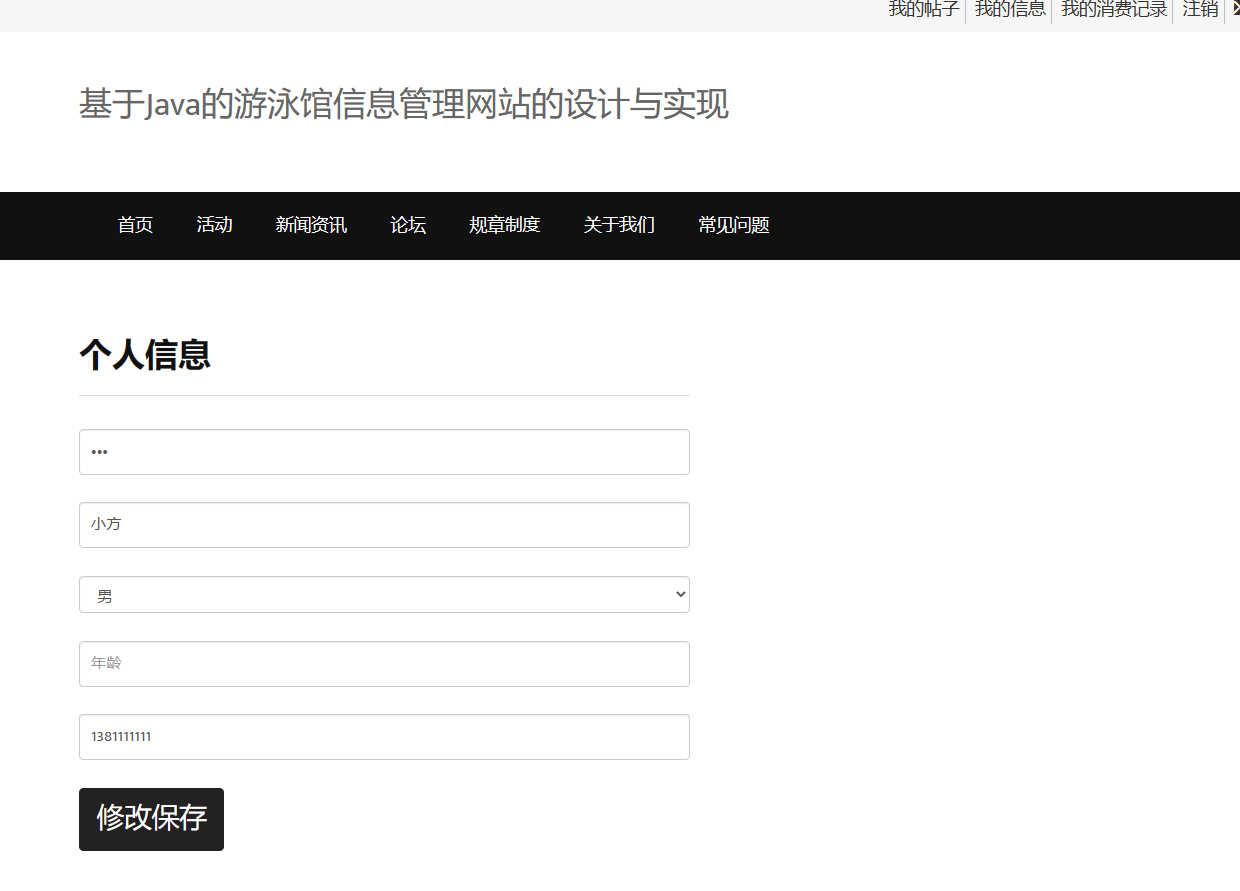 我的帖子 我的信息 我的消费记录 注销
基于Java的游泳馆信息管理网站的设计与实现
首页 活动 新闻资讯 论坛 规章制度 关于我们 常见问题
个人信息
•••
小方
男
年龄
1381111111
修改保存